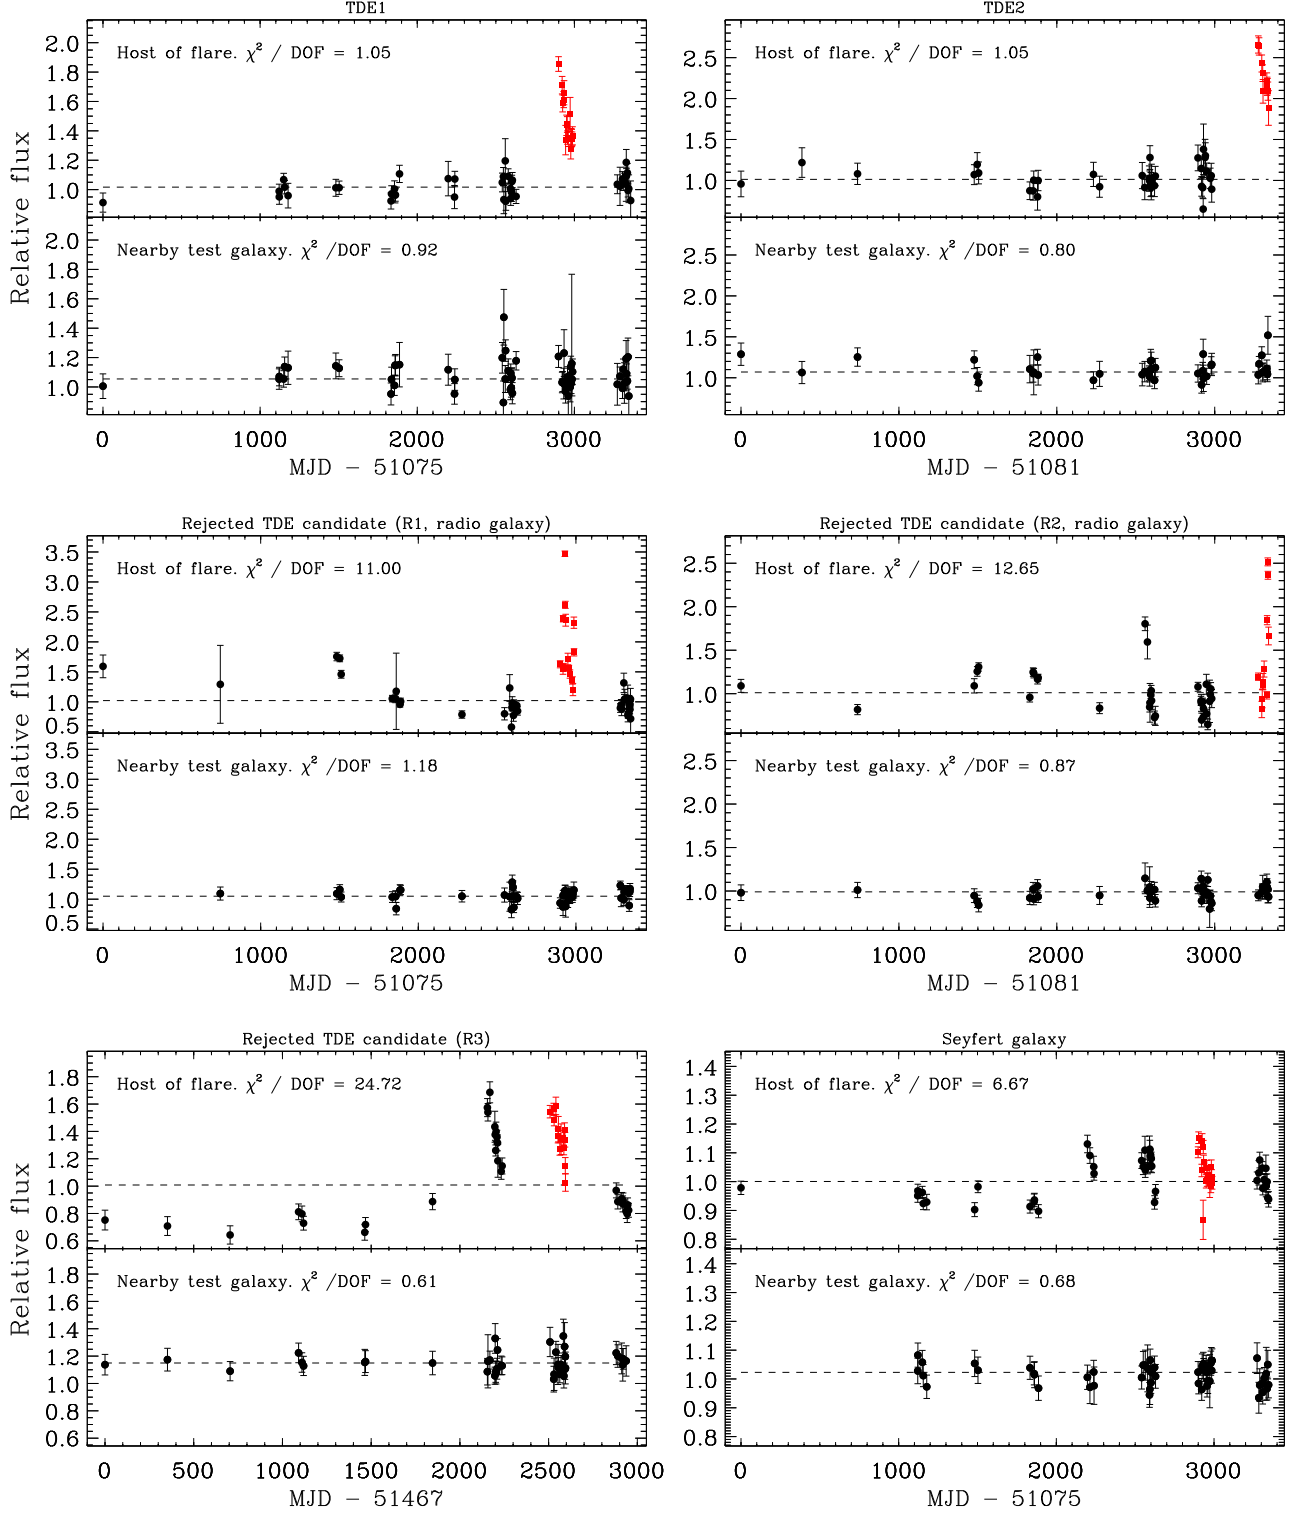 TDE1
Host of flare. χ² / DOF = 1.05
2.0
1.8
1.6
1.4
1.2
1.0
Nearby test galaxy. χ² /DOF = 0.92
2.0
1.8
1.6
1.4
1.2
1.0
Relative flux
0 1000 2000 3000
MJD − 51075
TDE2
Host of flare. χ² / DOF = 1.05
2.5
2.0
1.5
1.0
Nearby test galaxy. χ² /DOF = 0.80
2.5
2.0
1.5
1.0
0 1000 2000 3000
MJD − 51081
Rejected TDE candidate (R1, radio galaxy)
Host of flare. χ² / DOF = 11.00
3.5
3.0
2.5
2.0
1.5
1.0
0.5
Nearby test galaxy. χ² /DOF = 1.18
3.5
3.0
2.5
2.0
1.5
1.0
0.5
Relative flux
0 1000 2000 3000
MJD − 51075
Rejected TDE candidate (R2, radio galaxy)
Host of flare. χ² / DOF = 12.65
2.5
2.0
1.5
1.0
Nearby test galaxy. χ² /DOF = 0.87
2.5
2.0
1.5
1.0
0 1000 2000 3000
MJD − 51081
Rejected TDE candidate (R3)
Host of flare. χ² / DOF = 24.72
1.8
1.6
1.4
1.2
1.0
0.8
0.6
Nearby test galaxy. χ² /DOF = 0.61
1.8
1.6
1.4
1.2
1.0
0.8
0.6
Relative flux
0 500 1000 1500 2000 2500 3000
MJD − 51467
Seyfert galaxy
Host of flare. χ² / DOF = 6.67
1.4
1.3
1.2
1.1
1.0
0.9
0.8
Nearby test galaxy. χ² /DOF = 0.68
1.4
1.3
1.2
1.1
1.0
0.9
0.8
0 1000 2000 3000
MJD − 51075